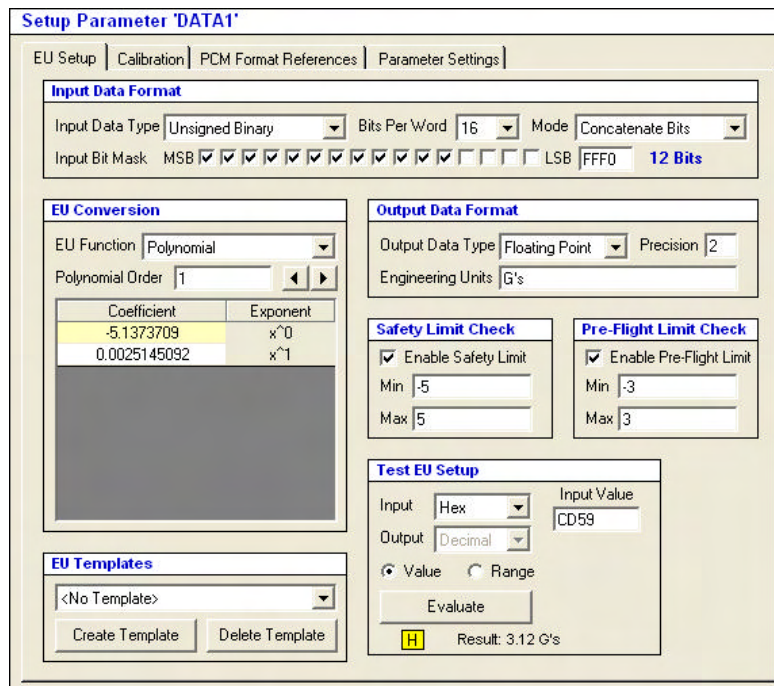 Setup Parameter 'DATA1'
EU Setup Calibration PCM Format References Parameter Settings
Input Data Format
Input Data Type Unsigned Binary Bits Per Word 16 Mode Concatenate Bits
Input Bit Mask MSB LSB FFF0 12 Bits
EU Conversion
EU Function Polynomial
Polynomial Order 1
Coefficient Exponent
-5.1373709 x^0
0.0025145092 x^1
Output Data Format
Output Data Type Floating Point Precision 2
Engineering Units G's
Safety Limit Check
Enable Safety Limit
Min -5
Max 5
Pre-Flight Limit Check
Enable Pre-Flight Limit
Min -3
Max 3
Test EU Setup
Input Hex Input Value
CD59
Output Decimal
Value Range
Evaluate
H Result: 3.12 G's
EU Templates
<No Template>
Create Template Delete Template